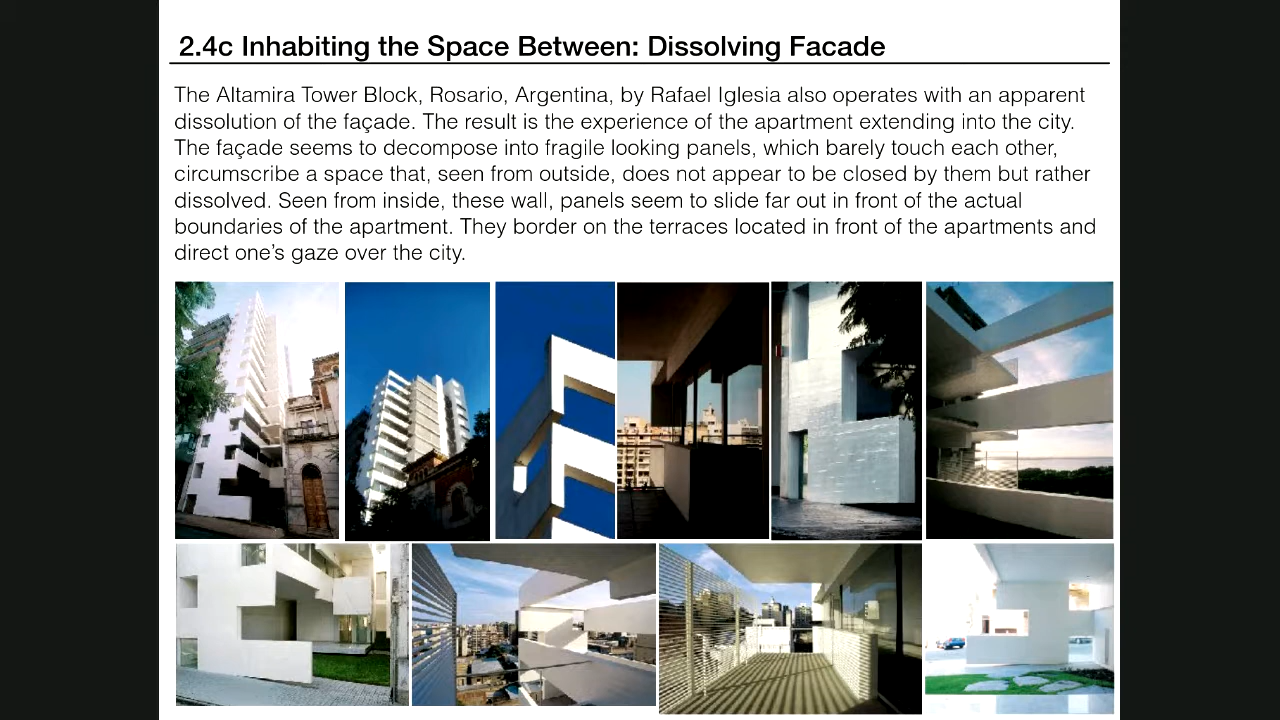 2.4c Inhabiting the Space Between: Dissolving Facade
The Altamira Tower Block, Rosario, Argentina, by Rafael Iglesia also operates with an apparent
dissolution of the façade. The result is the experience of the apartment extending into the city.
The façade seems to decompose into fragile looking panels, which barely touch each other,
circumscribe a space that, seen from outside, does not appear to be closed by them but rather
dissolved. Seen from inside, these wall, panels seem to slide far out in front of the actual
boundaries of the apartment. They border on the terraces located in front of the apartments and
direct one's gaze over the city.